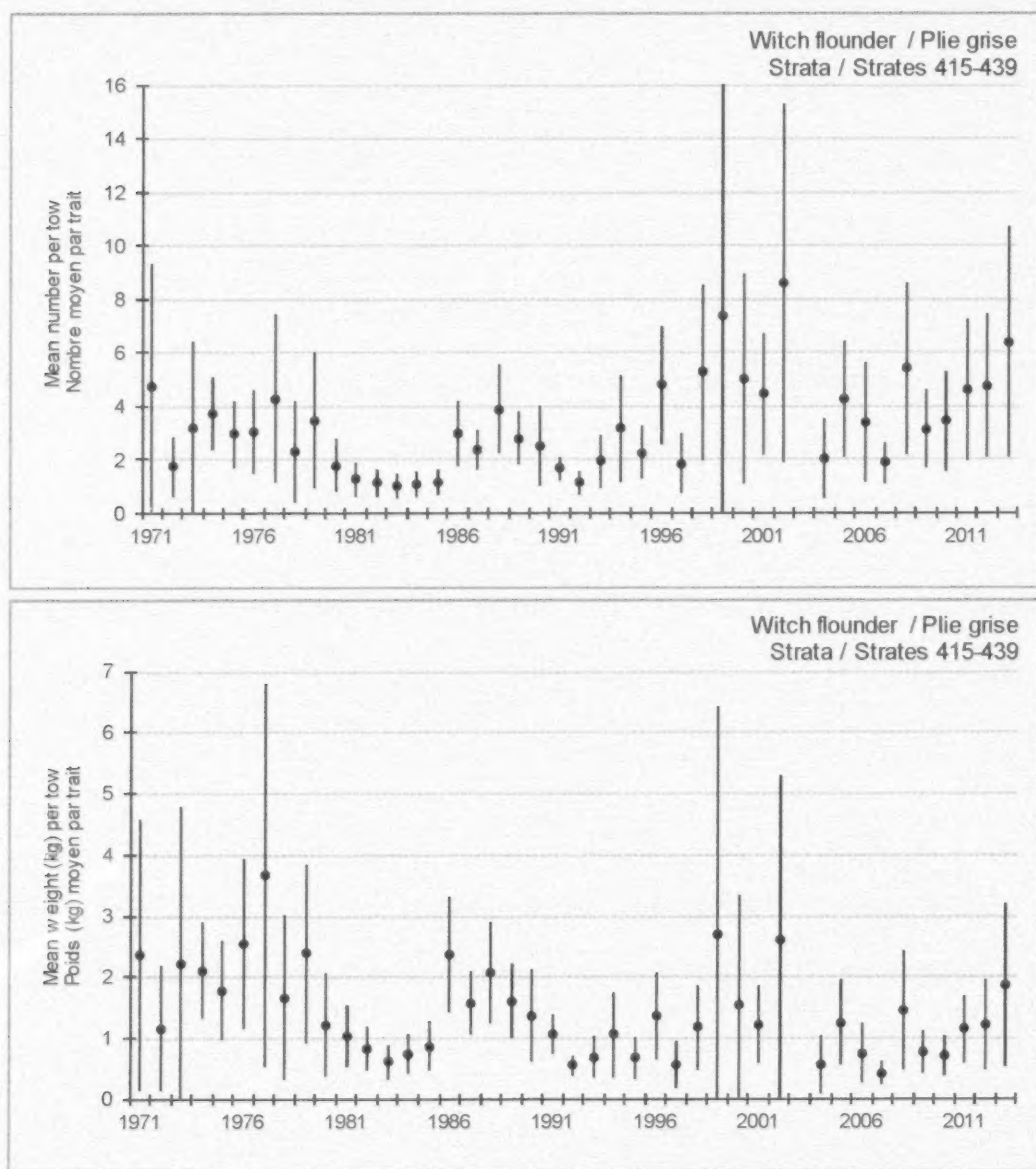 Witch flounder / Plie grise
Strata / Strates 415-439
Mean number per tow
Nombre moyen par trait
16
14
12
10
8
6
4
2
0
1971 1976 1981 1986 1991 1996 2001 2006 2011
Witch flounder / Plie grise
Strata / Strates 415-439
Mean weight (kg) per tow
Poids (kg) moyen par trait
7
6
5
4
3
2
1
0
1971 1976 1981 1986 1991 1996 2001 2006 2011